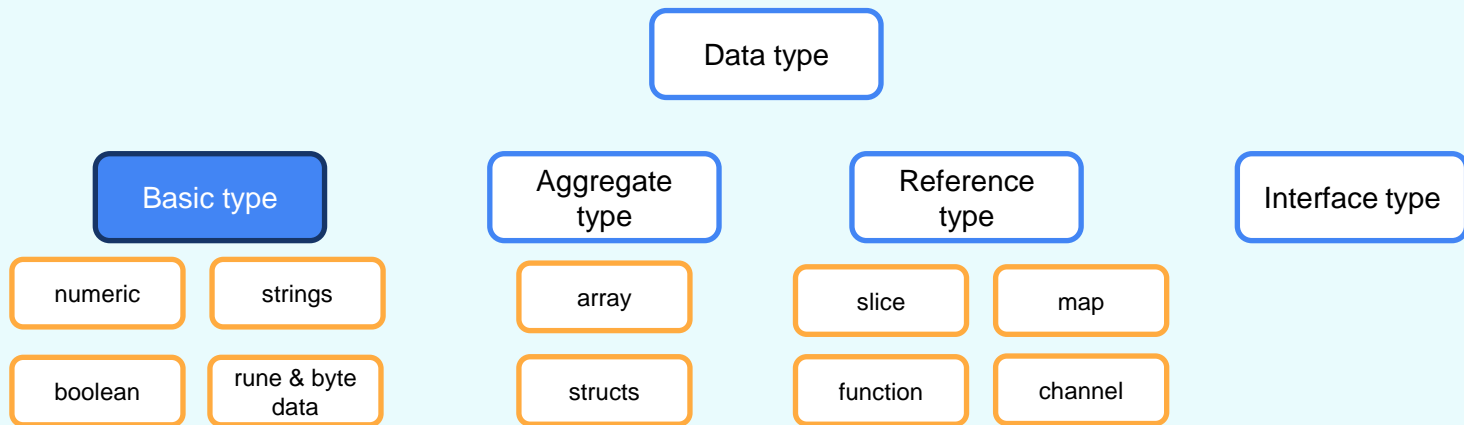 Data type
Basic type
Aggregate
type
Reference
type
Interface type
numeric
strings
array
slice
map
boolean
rune & byte
data
structs
function
channel